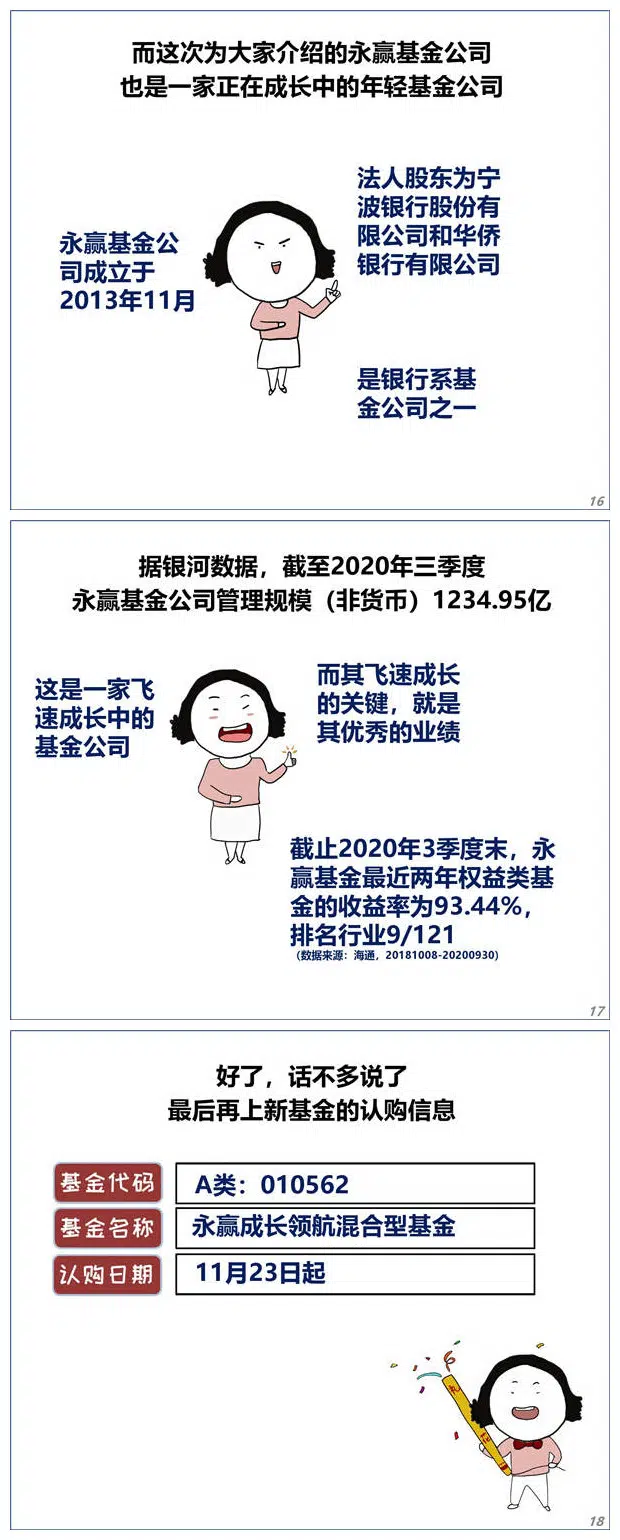 而这次为大家介绍的永赢基金公司
也是一家正在成长中的年轻基金公司
永赢基金公
司成立于
2013年11月
法人股东为宁
波银行股份有
限公司和华侨
银行有限公司
是银行系基
金公司之一
16
据银河数据，截至2020年三季度
永赢基金公司管理规模（非货币）1234.95亿
这是一家飞
速成长中的
基金公司
而其飞速成长
的关键，就是
其优秀的业绩
截止2020年3季度末，永
赢基金最近两年权益类基
金的收益率为93.44%，
排名行业9/121
（数据来源：海通，20181008-20200930）
17
好了，话不多说了
最后再上新基金的认购信息
基金代码
A类：010562
基金名称
永赢成长领航混合型基金
认购日期
11月23日起
18